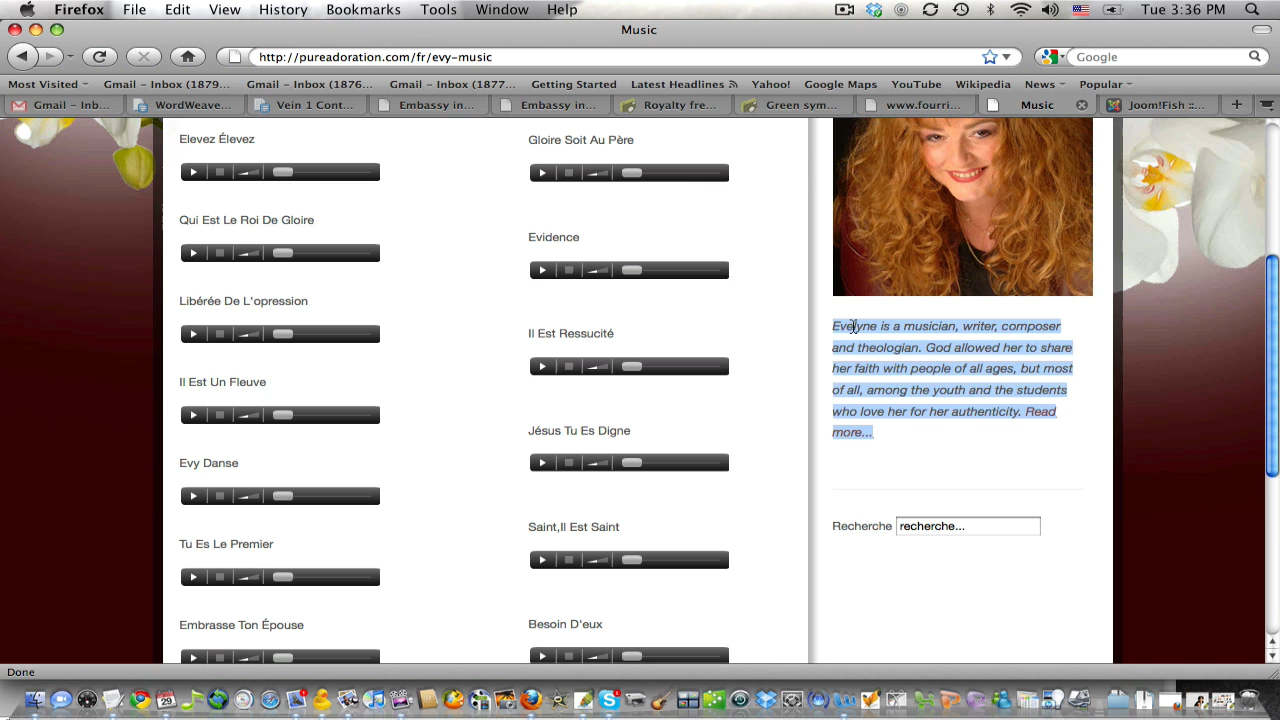 Firefox File Edit View History Bookmarks Tools Window Help Tue 3:36 PM
Music
http://pureadoration.com/fr/evy-music
Google
Most Visited Gmail – Inbox (1879... Gmail – Inbox (1876... Gmail – Inbox (1877... Getting Started Latest Headlines Yahoo! Google Maps YouTube Wikipedia News Popular
Gmail – Inb... WordWeave... Vein 1 Cont... Embassy in... Embassy in... Royalty fre... Green sym... www.fourri... Music Joom!Fish ::...
Elevez Élevez
Qui Est Le Roi De Gloire
Libérée De L'opression
Il Est Un Fleuve
Evy Danse
Tu Es Le Premier
Embrasse Ton Épouse
Gloire Soit Au Père
Evidence
Il Est Ressucité
Jésus Tu Es Digne
Saint,Il Est Saint
Besoin D'eux
Evelyne is a musician, writer, composer
and theologian. God allowed her to share
her faith with people of all ages, but most
of all, among the youth and the students
who love her for her authenticity. Read
more...
Recherche recherche...
Done